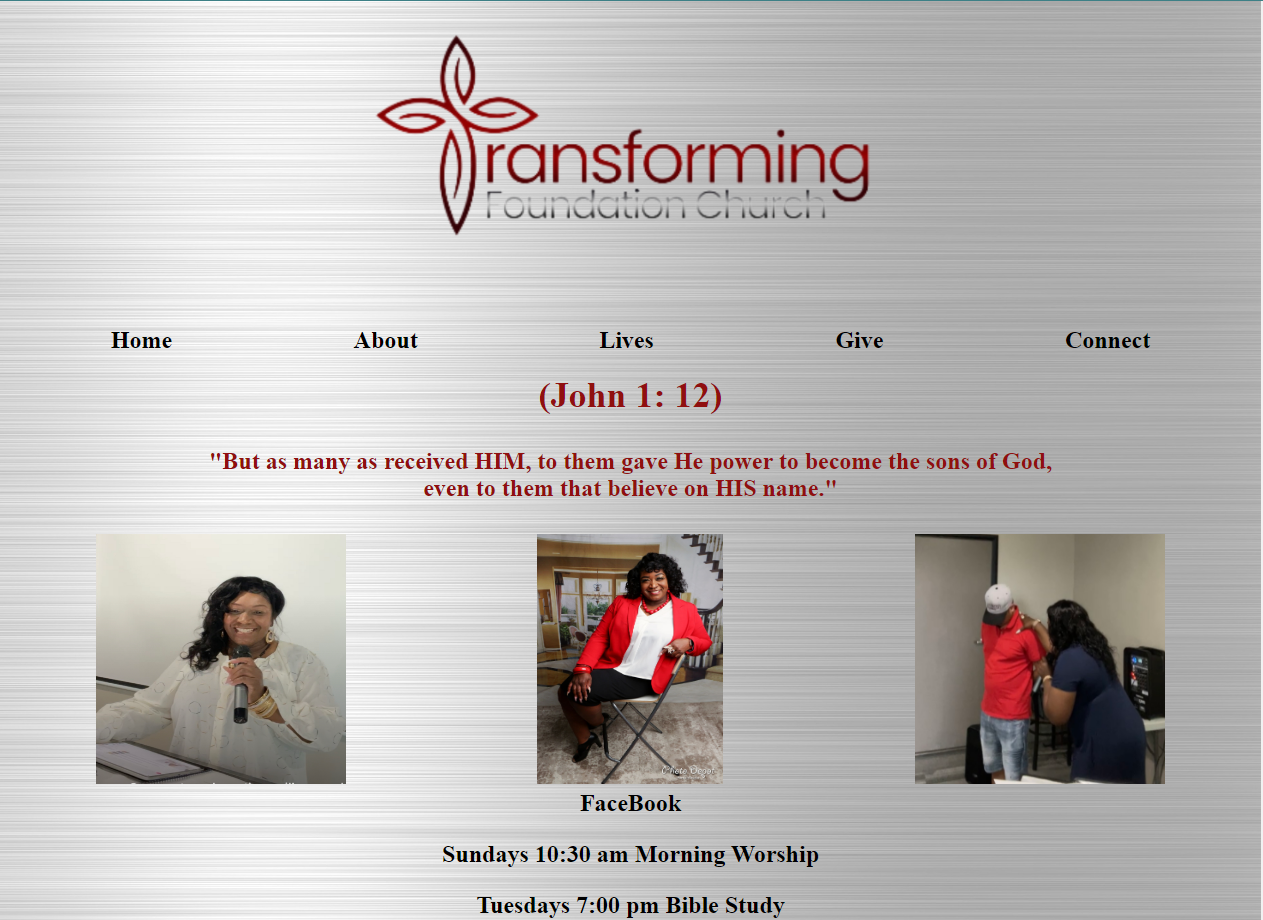 Transforming
Foundation Church
Home About Lives Give Connect
(John 1: 12)
"But as many as received HIM, to them gave He power to become the sons of God,
even to them that believe on HIS name."
Photo Depot
FaceBook
Sundays 10:30 am Morning Worship
Tuesdays 7:00 pm Bible Study